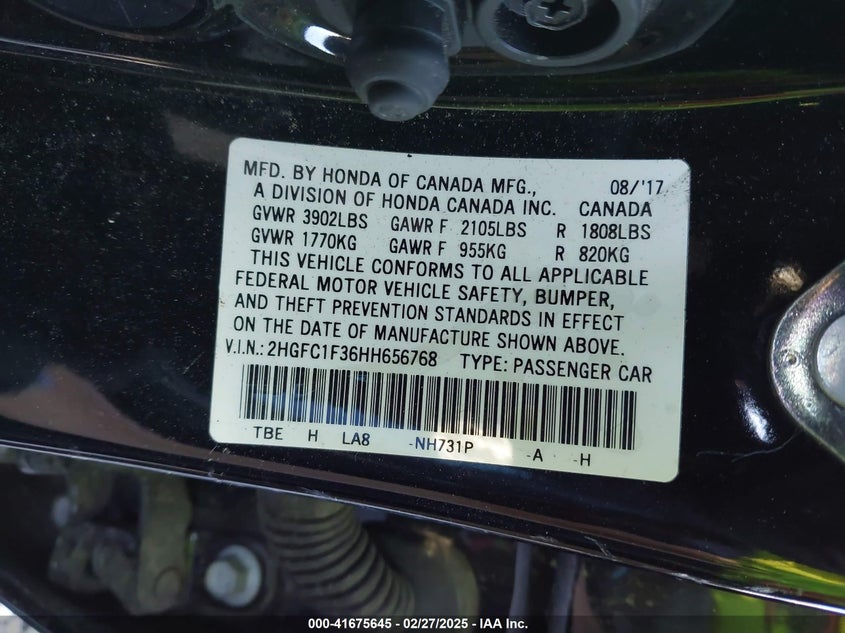 MFD. BY HONDA OF CANADA MFG., 08/'17
A DIVISION OF HONDA CANADA INC. CANADA
GVWR 3902LBS GAWR F 2105LBS R 1808LBS
GVWR 1770KG GAWR F 955KG R 820KG
THIS VEHICLE CONFORMS TO ALL APPLICABLE
FEDERAL MOTOR VEHICLE SAFETY, BUMPER,
AND THEFT PREVENTION STANDARDS IN EFFECT
ON THE DATE OF MANUFACTURE SHOWN ABOVE.
V.I.N.: 2HGFC1F36HH656768 TYPE: PASSENGER CAR
TBE H LA8 -NH731P -A -H
000-41675645 - 02/27/2025 - IAA Inc.